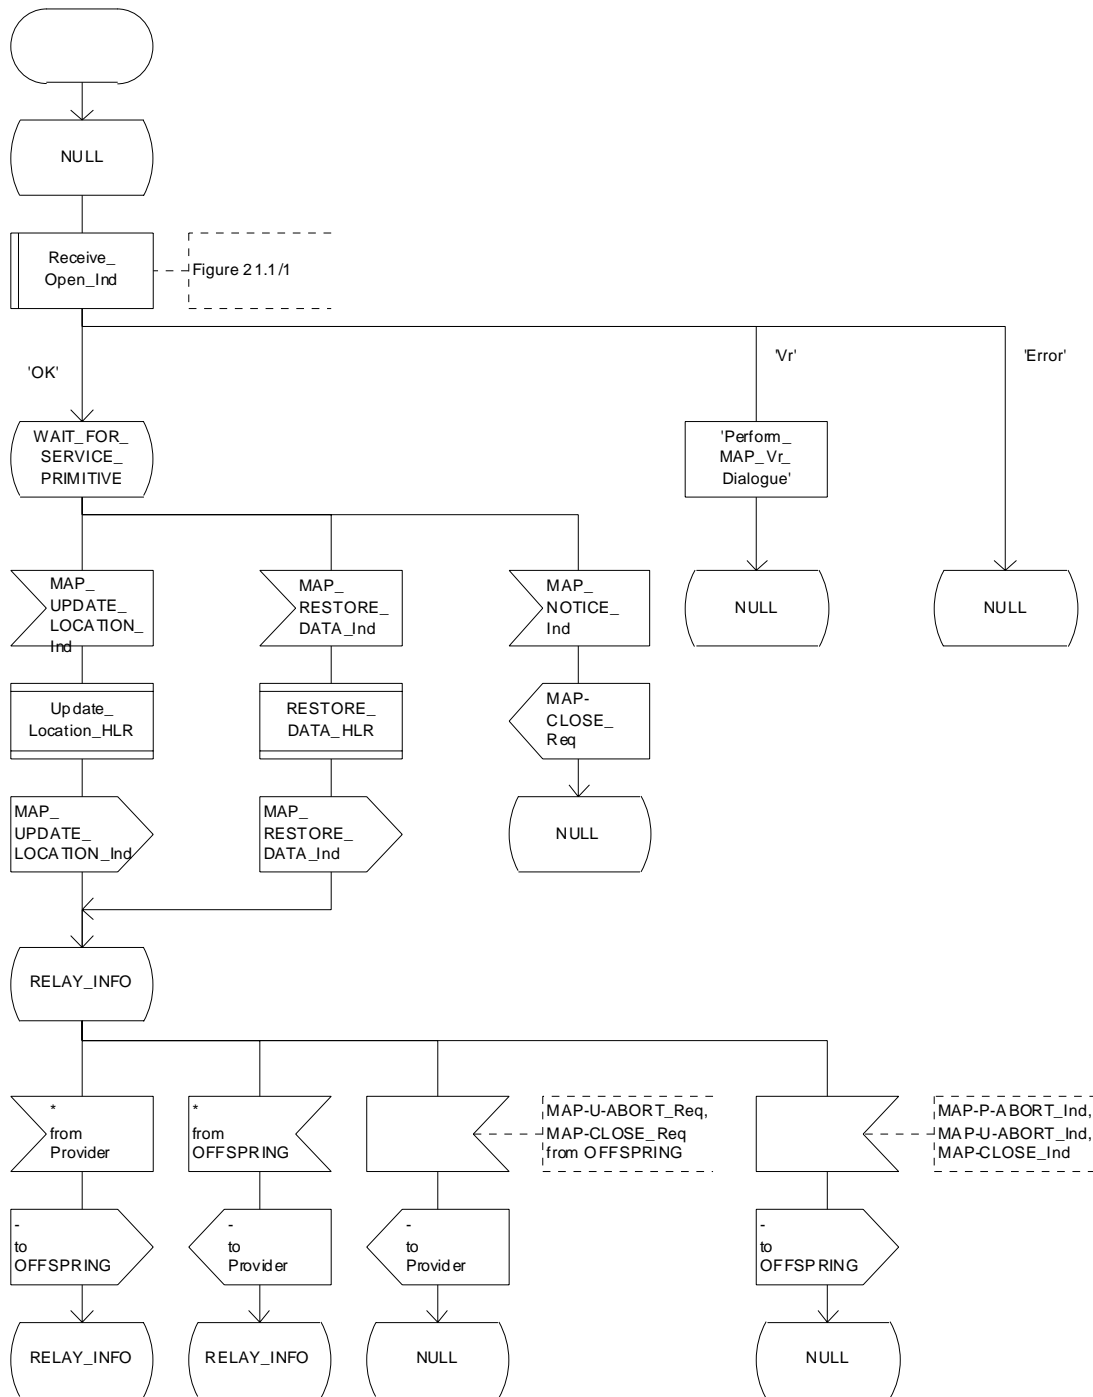 NULL
Receive_
Open_Ind
Figure 21.1/1
'OK'
'Vr'
'Error'
WAIT_FOR_
SERVICE_
PRIMITIVE
'Perform_
MAP_Vr_
Dialogue'
MAP_
UPDATE_
LOCATION_
Ind
MAP_
RESTORE_
DATA_Ind
MAP_
NOTICE_
Ind
NULL
NULL
Update_
Location_HLR
RESTORE_
DATA_HLR
MAP-
CLOSE_
Req
MAP_
UPDATE_
LOCATION_Ind
MAP_
RESTORE_
DATA_Ind
NULL
RELAY_INFO
*
from
Provider
*
from
OFFSPRING
MAP-U-ABORT_Req,
MAP-CLOSE_Req
from OFFSPRING
MAP-P-ABORT_Ind,
MAP-U-ABORT_Ind,
MAP-CLOSE_Ind
-
to
OFFSPRING
-
to
Provider
-
to
Provider
-
to
OFFSPRING
RELAY_INFO
RELAY_INFO
NULL
NULL